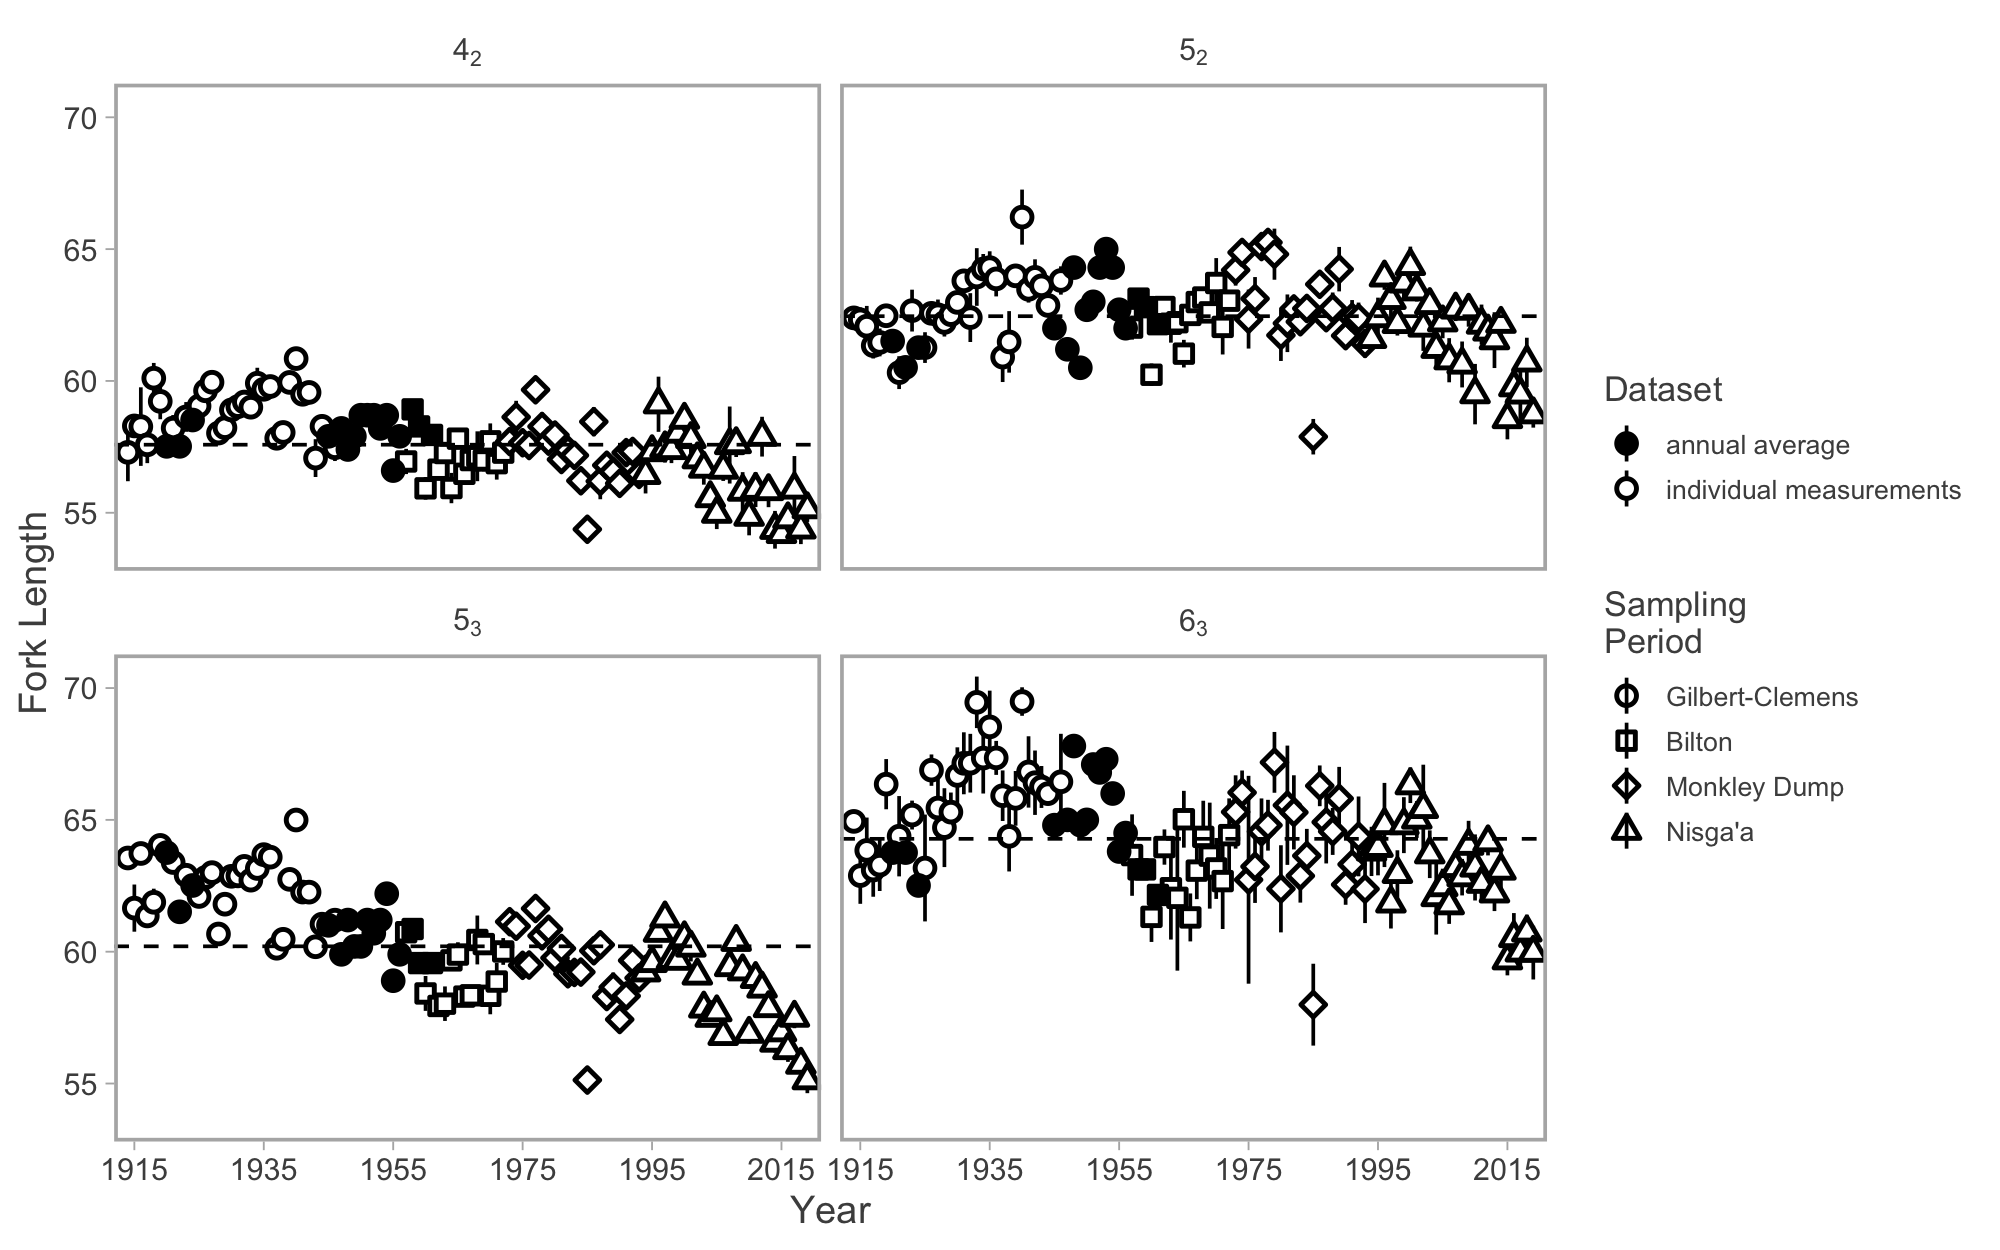 4₂
5₂
70
65
60
55
5₃
6₃
70
65
60
55
Fork Length
1915 1935 1955 1975 1995 2015
1915 1935 1955 1975 1995 2015
Year
Dataset
annual average
individual measurements
Sampling
Period
Gilbert-Clemens
Bilton
Monkley Dump
Nisga'a